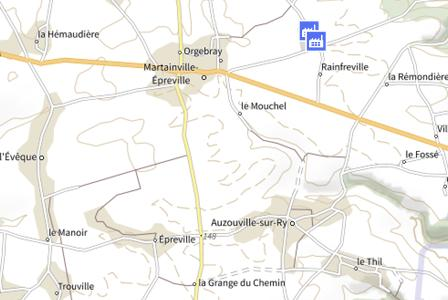 la Hémaudière
Orgebray
Martainville-
Épreville
Rainfreville
la Rémondière
le Mouchel
Vil
l'Évêque
le Fossé
Auzouville-sur-Ry
148
le Manoir
Épreville
le Thil
Trouville
la Grange du Chemin